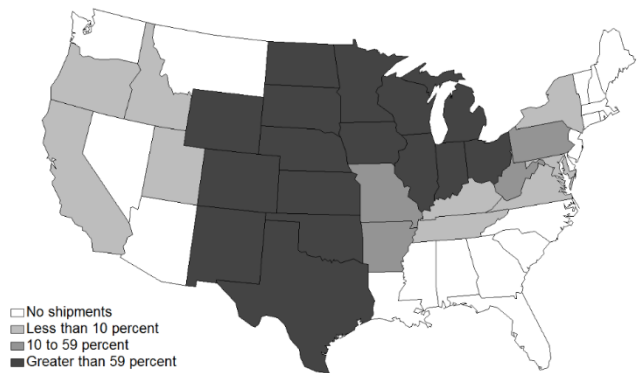 No shipments
Less than 10 percent
10 to 59 percent
Greater than 59 percent